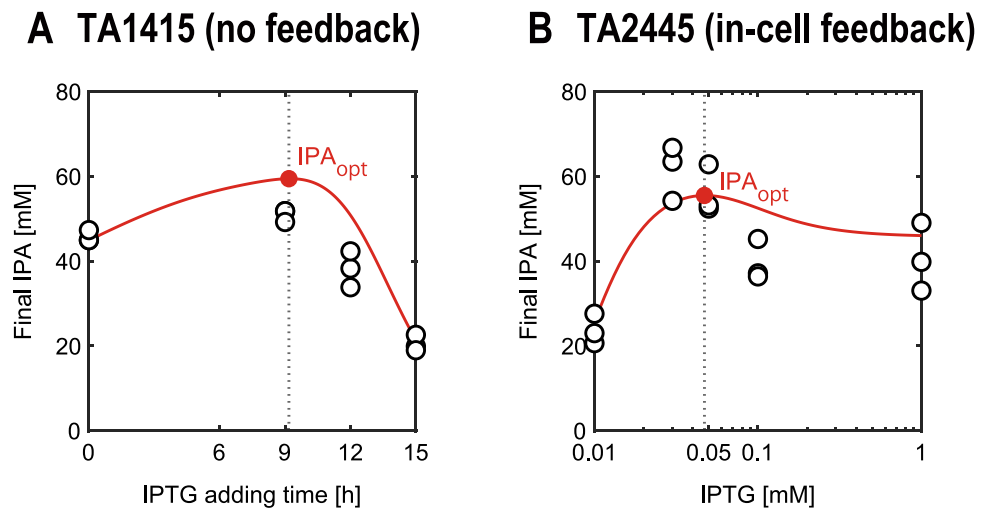 A TA1415 (no feedback)
80
60
40
20
0
Final IPA [mM]
IPA_opt
0 6 9 12 15
IPTG adding time [h]
B TA2445 (in-cell feedback)
80
60
40
20
0
Final IPA [mM]
IPA_opt
0.01 0.05 0.1 1
IPTG [mM]